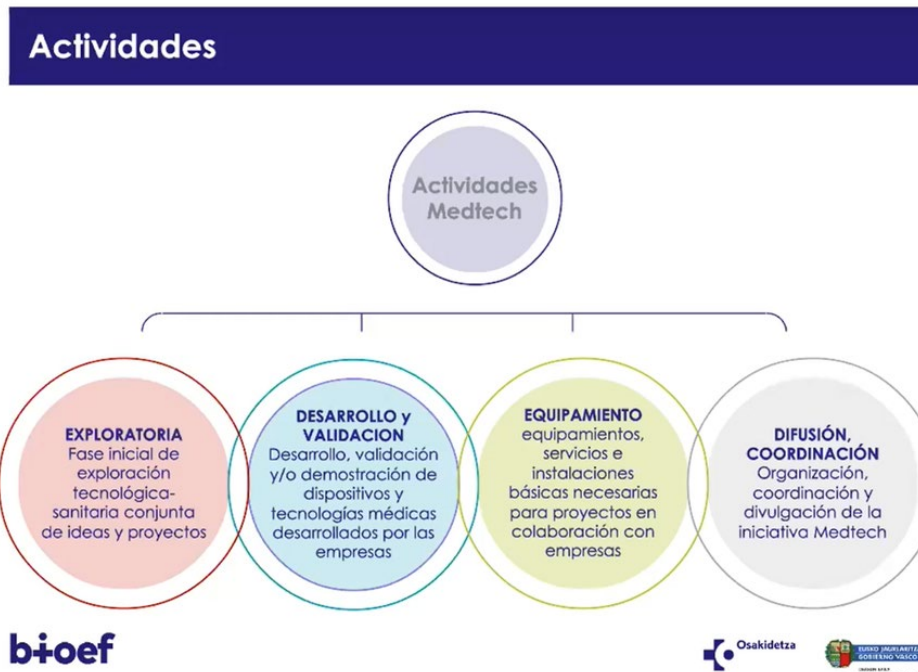 Actividades
Actividades
Medtech
EXPLORATORIA
Fase inicial de
exploración
tecnológica-
sanitaria conjunta
de ideas y proyectos
DESARROLLO y
VALIDACION
Desarrollo, validación
y/o demostración de
dispositivos y
tecnologías médicas
desarrollados por las
empresas
EQUIPAMIENTO
equipamientos,
servicios e
instalaciones
básicas necesarias
para proyectos en
colaboración con
empresas
DIFUSIÓN,
COORDINACIÓN
Organización,
coordinación y
divulgación de la
iniciativa Medtech
bioef
Osakidetza
EUSKO JAURLARITZA
GOBIERNO VASCO